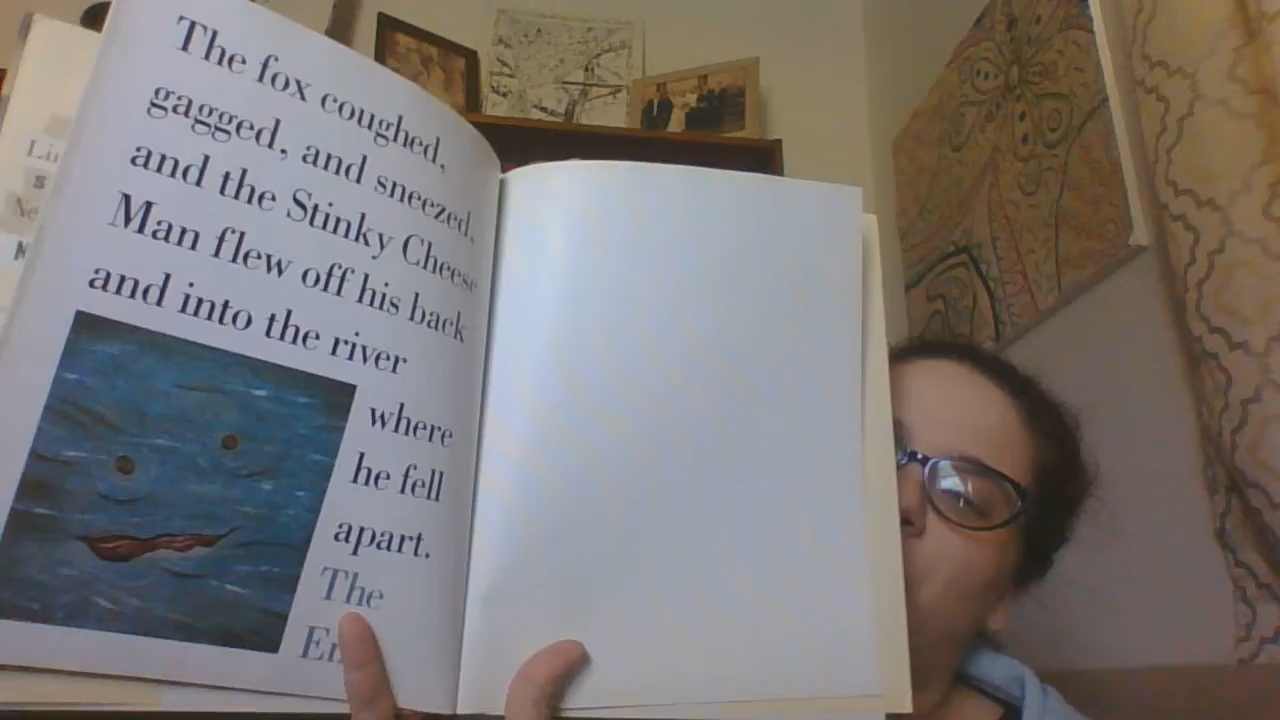 The fox coughed,
gagged, and sneezed,
and the Stinky Cheese
Man flew off his back
and into the river
where
he fell
apart.
The